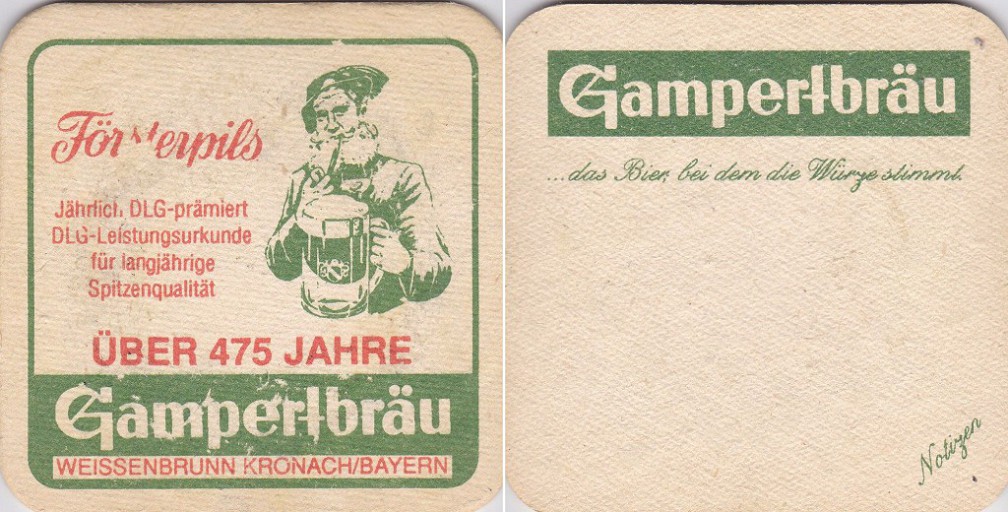 Försterpils
Jährlich DLG-prämiert
DLG-Leistungsurkunde
für langjährige
Spitzenqualität
ÜBER 475 JAHRE
Gampertbräu
WEISSENBRUNN KRONACH/BAYERN
Gampertbräu
...das Bier, bei dem die Würze stimmt.
Notizen